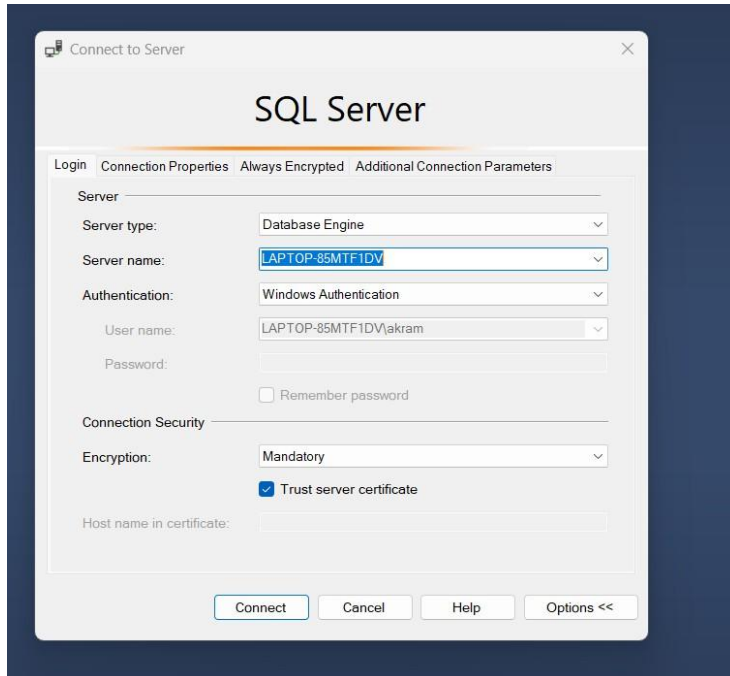 Connect to Server
SQL Server
Login Connection Properties Always Encrypted Additional Connection Parameters
Server
Server type: Database Engine
Server name: LAPTOP-85MTF1DV
Authentication: Windows Authentication
User name: LAPTOP-85MTF1DV\akram
Password:
Remember password
Connection Security
Encryption: Mandatory
Trust server certificate
Host name in certificate:
Connect Cancel Help Options <<